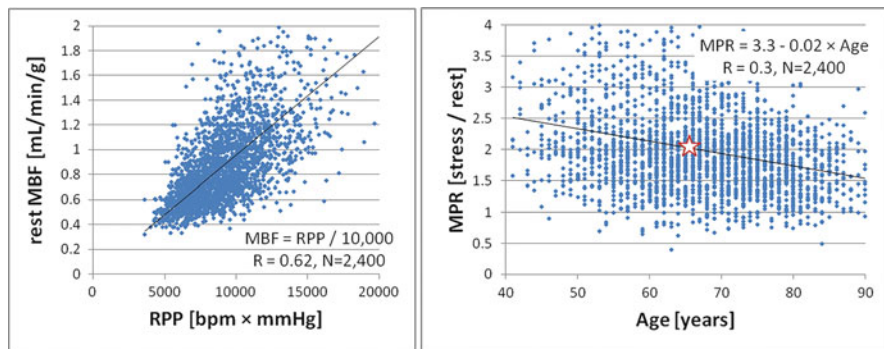 rest MBF [mL/min/g]
2
1.8
1.6
1.4
1.2
1
0.8
0.6
0.4
0.2
0
MBF = RPP / 10,000
R = 0.62, N=2,400
0 5000 10000 15000 20000
RPP [bpm × mmHg]
MPR [stress / rest]
4
3.5
3
2.5
2
1.5
1
0.5
0
MPR = 3.3 - 0.02 × Age
R = 0.3, N=2,400
40 50 60 70 80 90
Age [years]